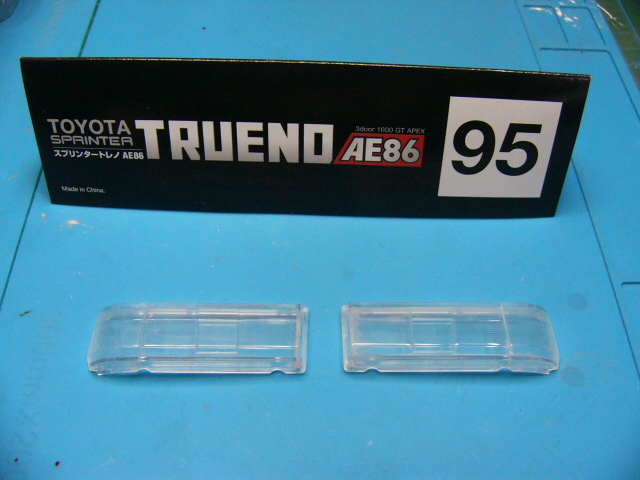 TOYOTA
SPRINTER
TRUENO
3door 1600 GT APEX
AE86
スプリンタートレノ AE86
95
Made in China.